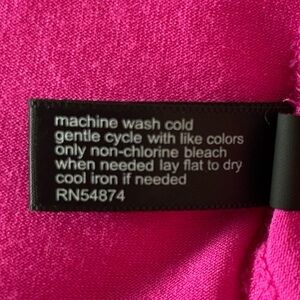 machine wash cold
gentle cycle with like colors
only non-chlorine bleach
when needed lay flat to dry
cool iron if needed
RN54874